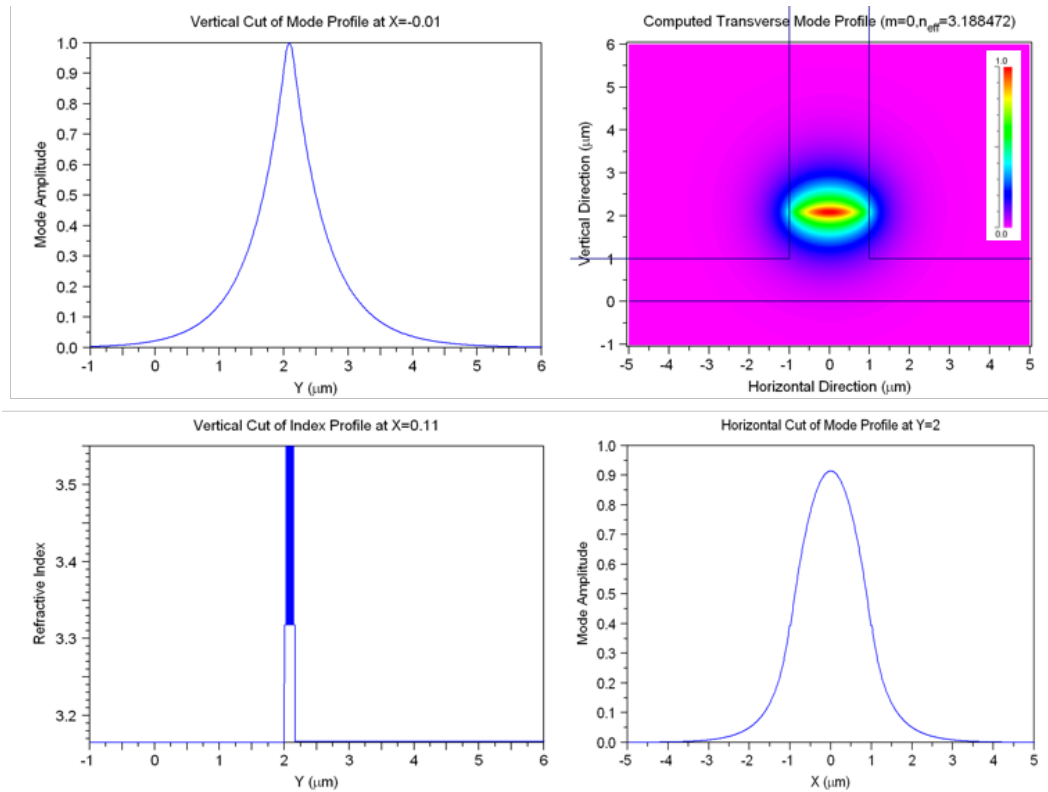 Vertical Cut of Mode Profile at X=-0.01
Mode Amplitude
1.0
0.9
0.8
0.7
0.6
0.5
0.4
0.3
0.2
0.1
0.0
-1 0 1 2 3 4 5 6
Y (μm)
Computed Transverse Mode Profile (m=0,neff=3.188472)
Vertical Direction (μm)
6
5
4
3
2
1
0
-1
1.0
0.0
-5 -4 -3 -2 -1 0 1 2 3 4 5
Horizontal Direction (μm)
Vertical Cut of Index Profile at X=0.11
Refractive Index
3.5
3.4
3.3
3.2
-1 0 1 2 3 4 5 6
Y (μm)
Horizontal Cut of Mode Profile at Y=2
Mode Amplitude
1.0
0.9
0.8
0.7
0.6
0.5
0.4
0.3
0.2
0.1
0.0
-5 -4 -3 -2 -1 0 1 2 3 4 5
X (μm)